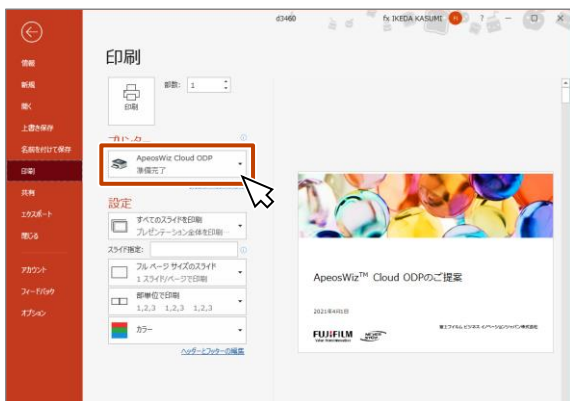 d3460
fx IKEDA KASUMI
?
情報
新規
開く
上書き保存
名前を付けて保存
印刷
共有
エクスポート
閉じる
アカウント
フィードバック
オプション
印刷
印刷
部数: 1
プリンター
ApeosWiz Cloud ODP
準備完了
設定
すべてのスライドを印刷
プレゼンテーション全体を印刷
スライド指定:
フル ページ サイズのスライド
1 スライド/ページで印刷
部単位で印刷
1,2,3 1,2,3 1,2,3
カラー
ヘッダーとフッターの編集
ApeosWiz™ Cloud ODPのご提案
2021年4月1日
富士フイルム ビジネス イノベーションジャパン株式会社
FUJIFILM